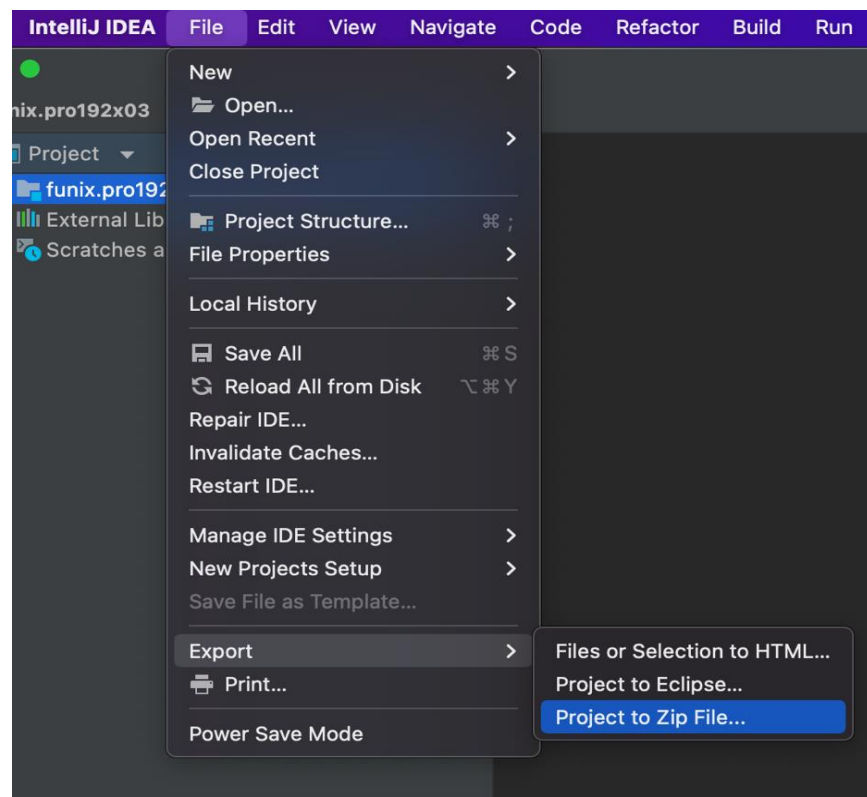 IntelliJ IDEA File Edit View Navigate Code Refactor Build Run
nix.pro192x03
Project
funix.pro192
External Lib
Scratches a
New
Open...
Open Recent
Close Project
Project Structure... ⌘ ;
File Properties
Local History
Save All ⌘ S
Reload All from Disk ⌥ ⌘ Y
Repair IDE...
Invalidate Caches...
Restart IDE...
Manage IDE Settings
New Projects Setup
Save File as Template...
Export
Print...
Power Save Mode
Files or Selection to HTML...
Project to Eclipse...
Project to Zip File...